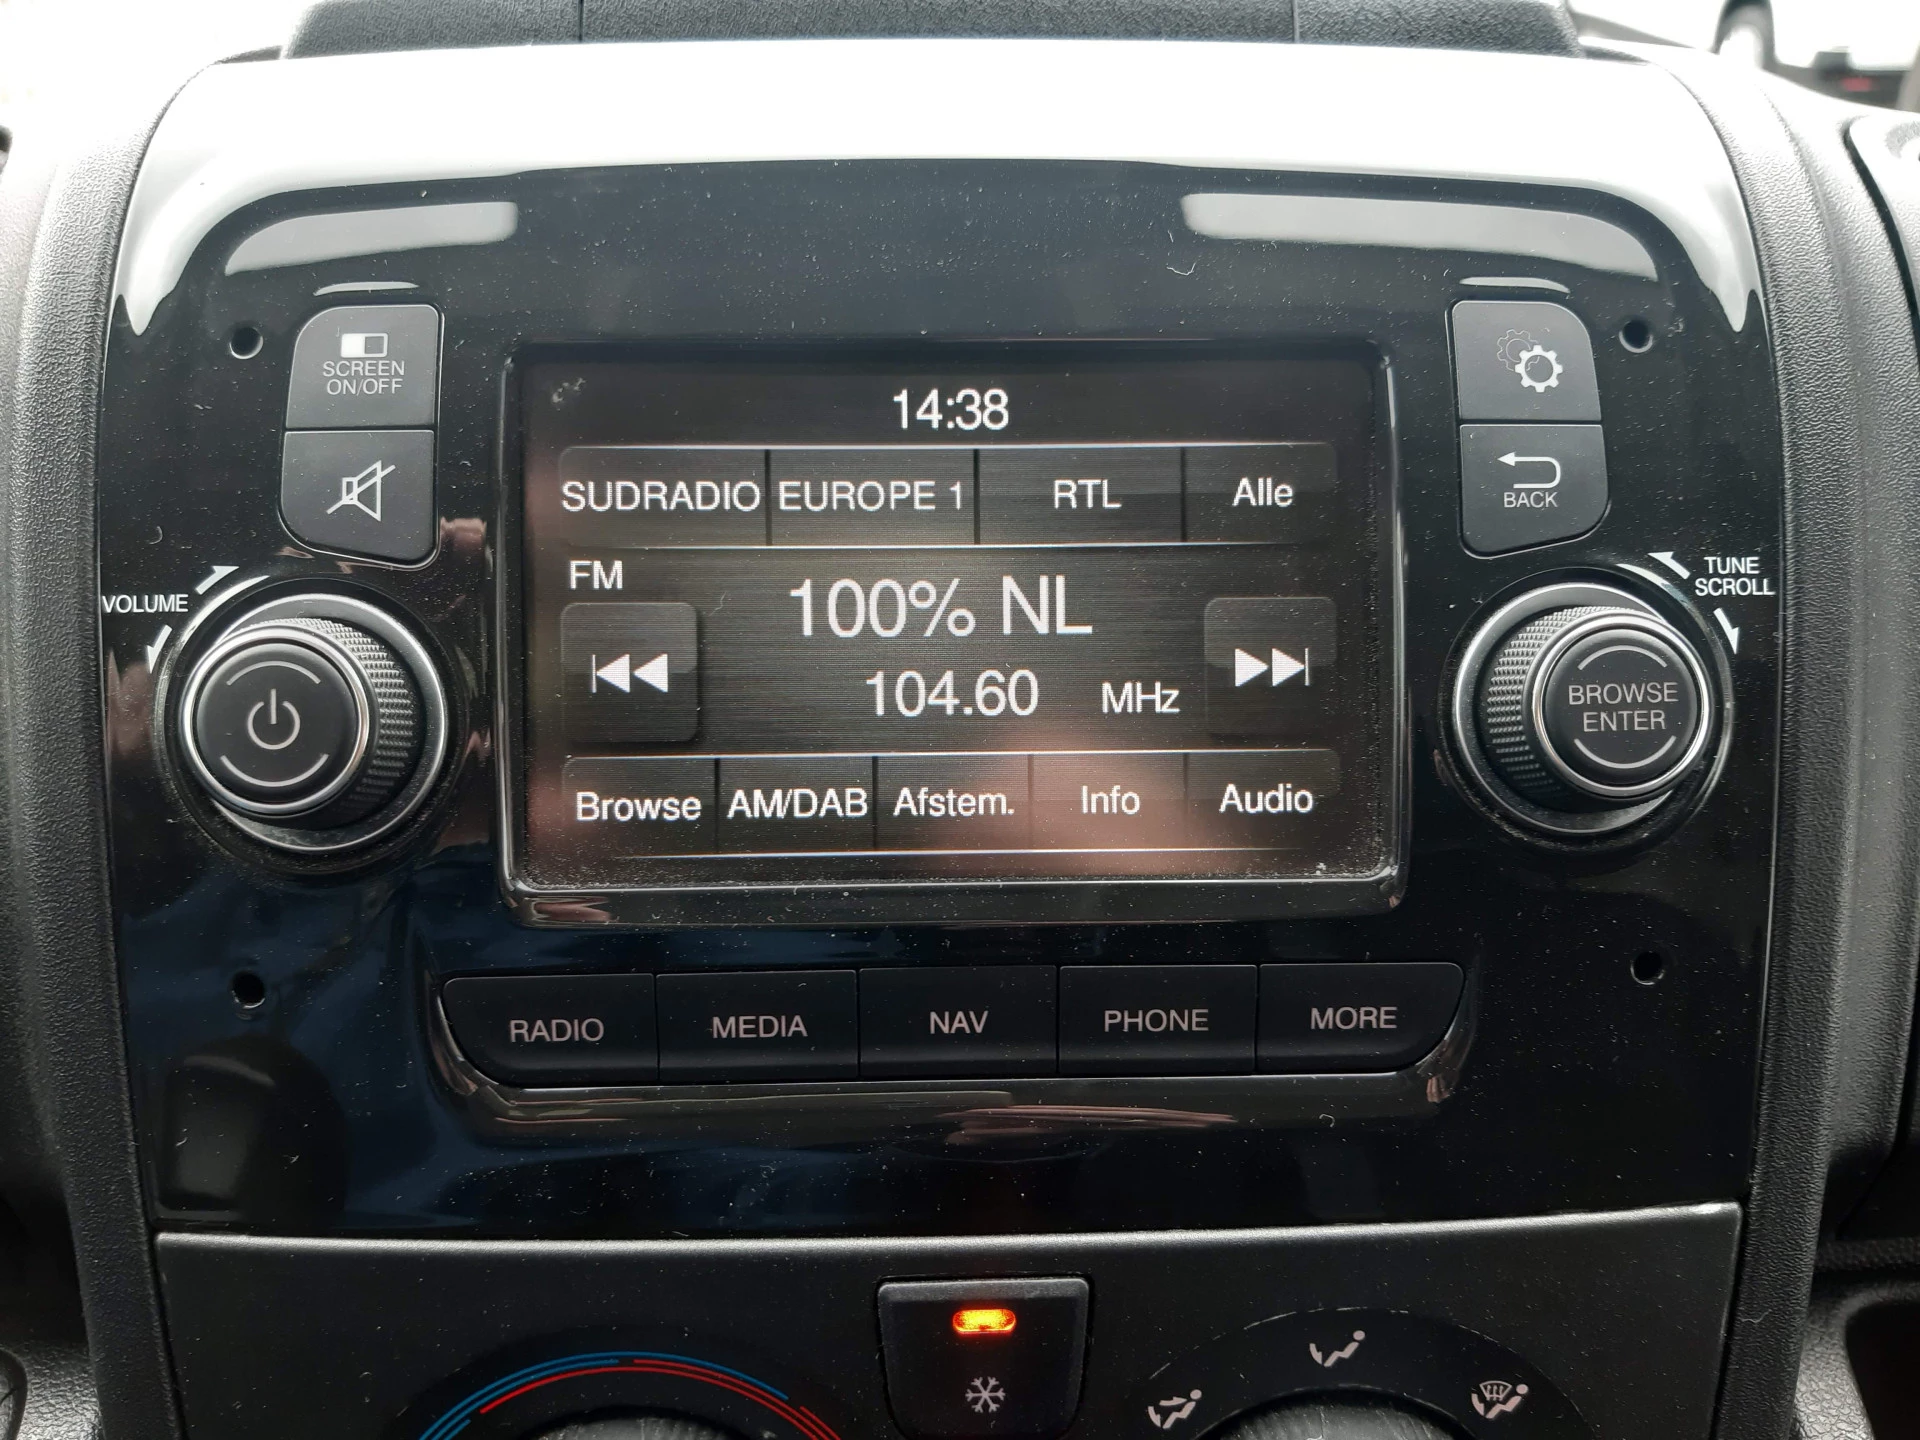 SCREEN
ON/OFF
14:38
SUDRADIO EUROPE 1 RTL Alle
BACK
FM
100% NL
104.60 MHz
VOLUME
TUNE
SCROLL
BROWSE
ENTER
Browse AM/DAB Afstem. Info Audio
RADIO MEDIA NAV PHONE MORE